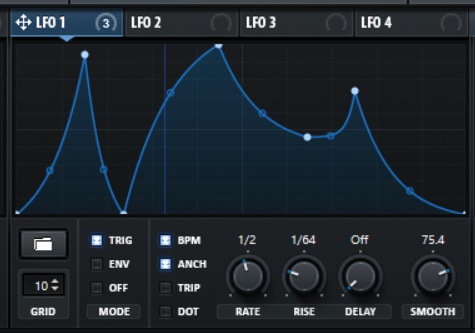 LFO 1 3 LFO 2 LFO 3 LFO 4
TRIG BPM 1/2 1/64 Off 75.4
ENV ANCH
10 OFF TRIP
GRID MODE DOT RATE RISE DELAY SMOOTH